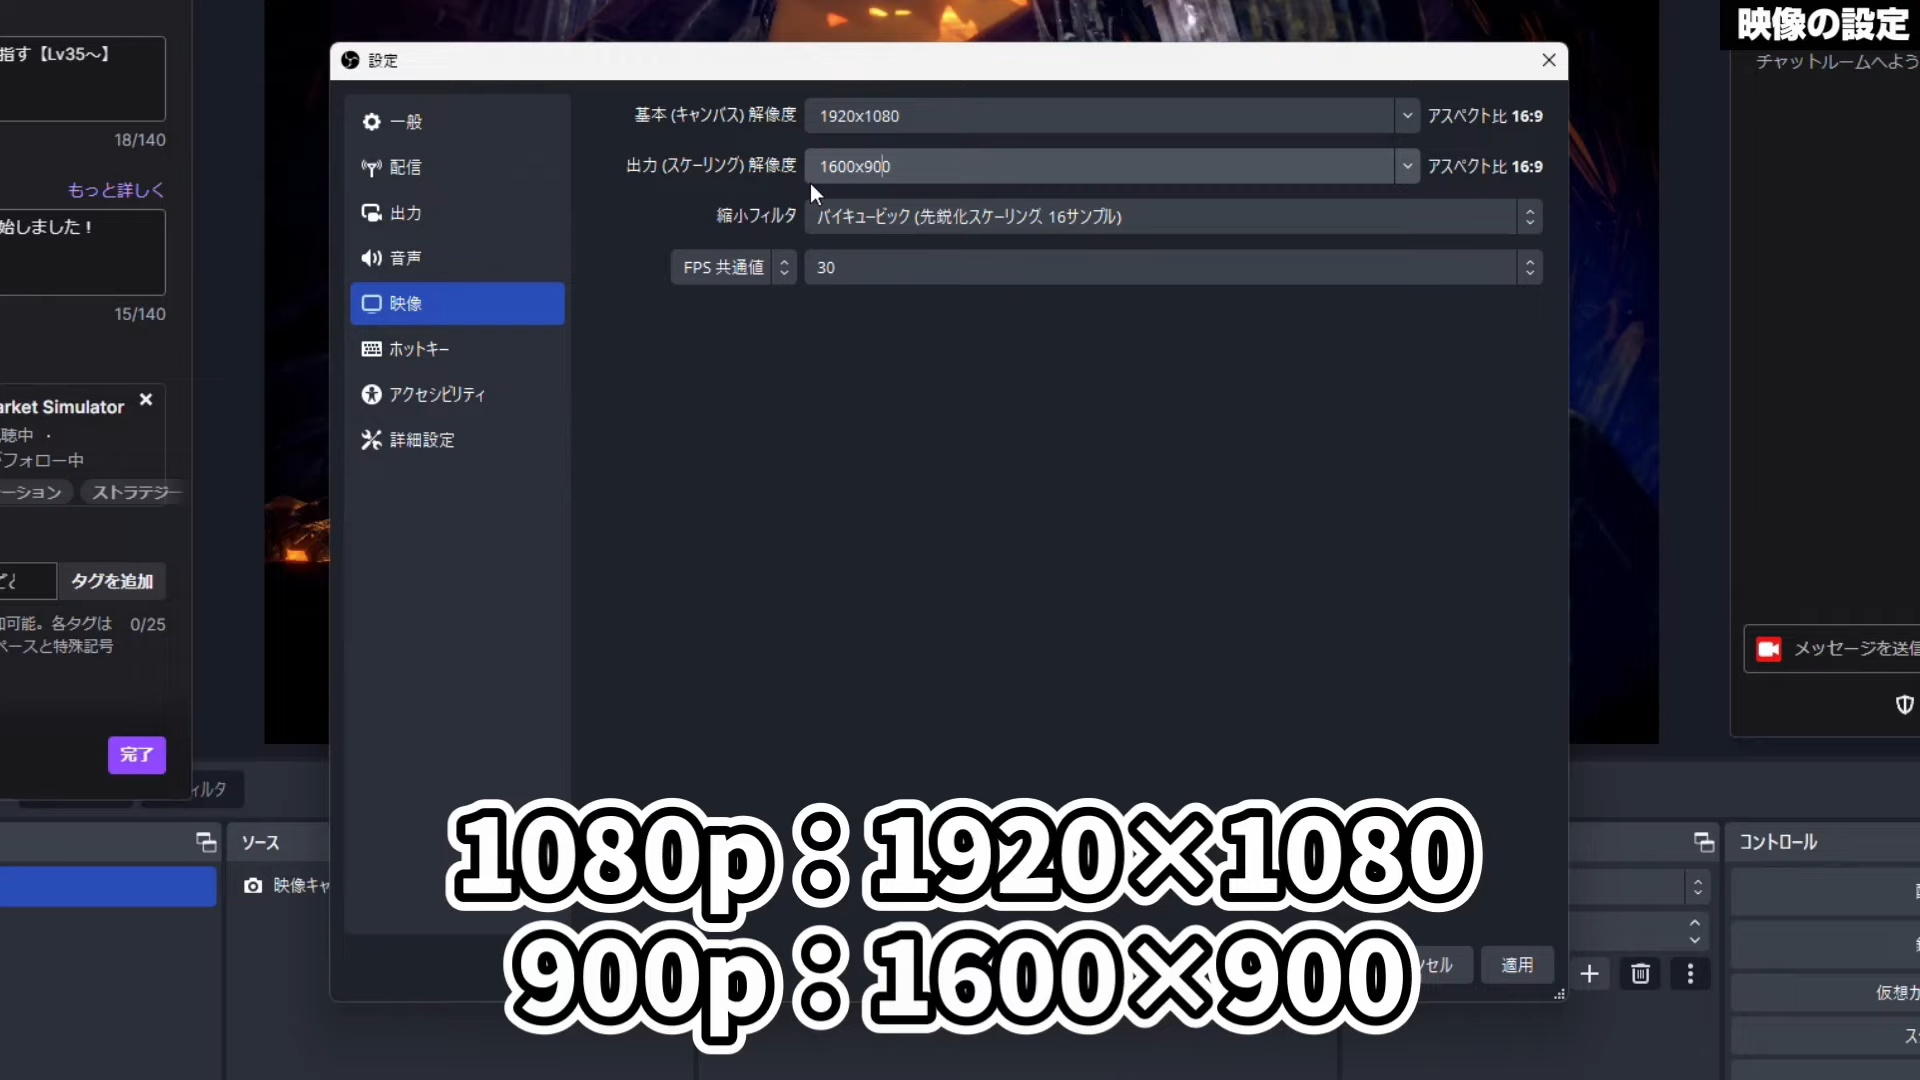 映像の設定
指す【Lv35～】
18/140
もっと詳しく
始しました！
15/140
arket Simulator
聴中 ・
フォロー中
ーション
ストラテジー
タグを追加
加可能。各タグは
0/25
ペースと特殊記号
完了
ィルタ
設定
一般
配信
出力
音声
映像
ホットキー
アクセシビリティ
詳細設定
基本 (キャンバス) 解像度
1920x1080
アスペクト比 16:9
出力 (スケーリング) 解像度
1600x900
アスペクト比 16:9
縮小フィルタ
バイキュービック (先鋭化スケーリング、16サンプル)
FPS 共通値
30
ンセル
適用
チャットルームへよう
メッセージを送信
ソース
映像キャ
コントロール
仮想カ
1080p：1920×1080
900p：1600×900